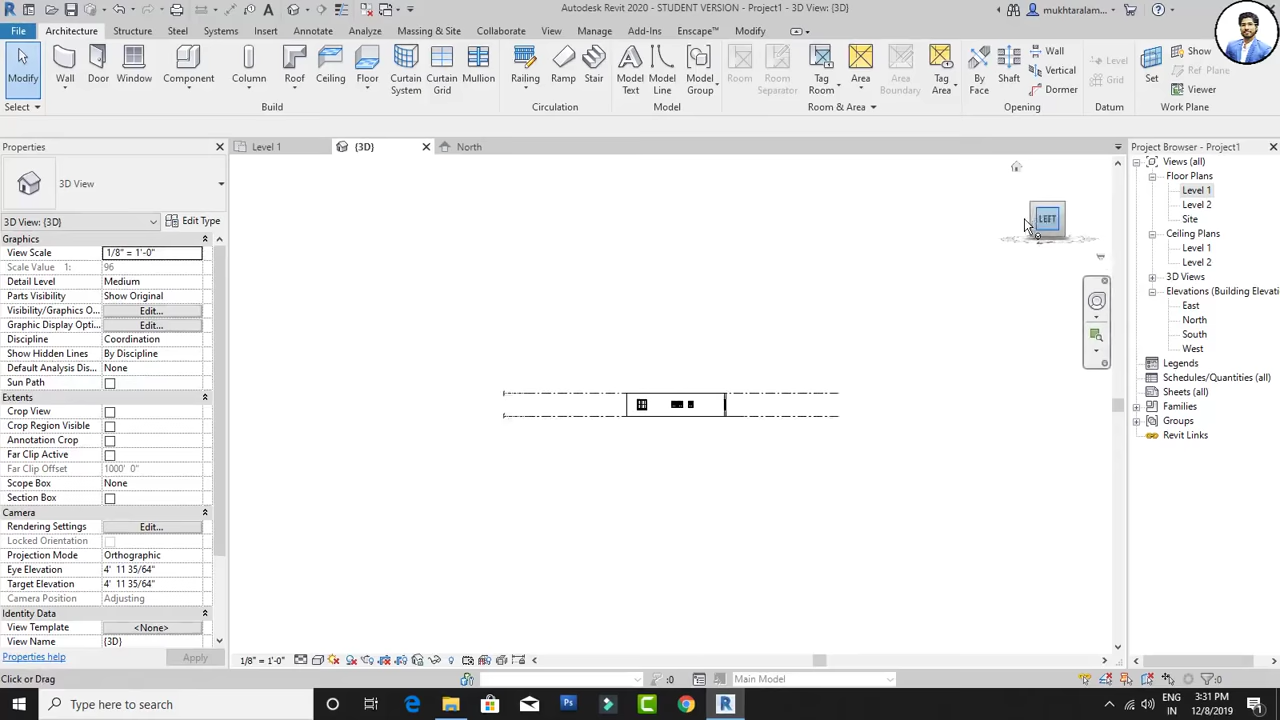 Autodesk Revit 2020 - STUDENT VERSION - Project1 - 3D View: {3D}
mukhtaralam...
File Architecture Structure Steel Systems Insert Annotate Analyze Massing & Site Collaborate View Manage Add-Ins Enscape™ Modify
Modify Wall Door Window Component Column Roof Ceiling Floor Curtain System Curtain Grid Mullion Railing Ramp Stair Model Text Model Line Model Group Room Room Separator Tag Room Area Area Boundary Tag Area By Face Shaft Wall Vertical Dormer Level Grid Set Show Ref Plane Viewer
Select Build Circulation Model Room & Area Opening Datum Work Plane
Properties
Level 1 {3D} North
Project Browser - Project1
3D View
3D View: {3D} Edit Type
Graphics
View Scale 1/8" = 1'-0"
Scale Value 1: 96
Detail Level Medium
Parts Visibility Show Original
Visibility/Graphics O... Edit...
Graphic Display Opti... Edit...
Discipline Coordination
Show Hidden Lines By Discipline
Default Analysis Dis... None
Sun Path
Extents
Crop View
Crop Region Visible
Annotation Crop
Far Clip Active
Far Clip Offset 1000' 0"
Scope Box None
Section Box
Camera
Rendering Settings Edit...
Locked Orientation
Projection Mode Orthographic
Eye Elevation 4' 11 35/64"
Target Elevation 4' 11 35/64"
Camera Position Adjusting
Identity Data
View Template <None>
View Name {3D}
Properties help Apply
LEFT
Views (all)
Floor Plans
Level 1
Level 2
Site
Ceiling Plans
Level 1
Level 2
3D Views
Elevations (Building Elevati
East
North
South
West
Legends
Schedules/Quantities (all)
Sheets (all)
Families
Groups
Revit Links
1/8" = 1'-0"
Click or Drag :0 Main Model :0
Type here to search
ENG
IN
3:31 PM
12/8/2019